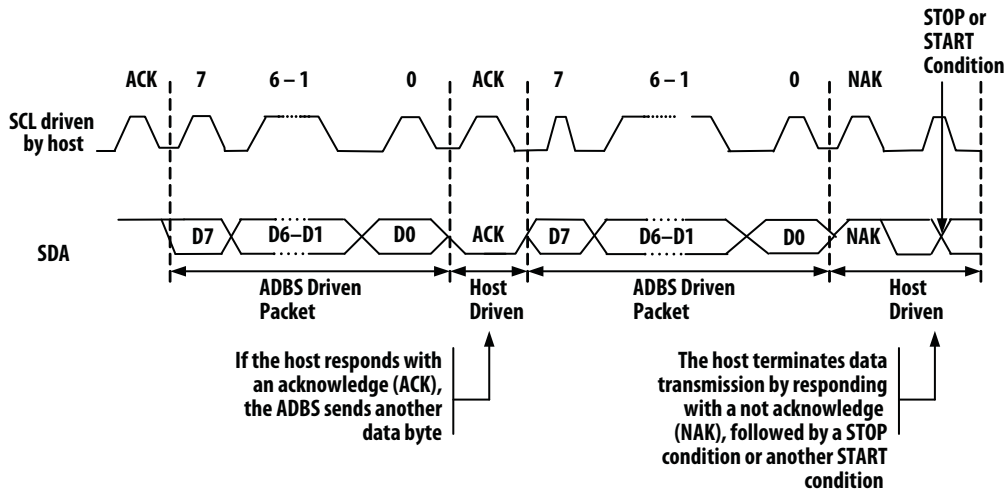 STOP or
START
Condition
ACK 7 6 – 1 0 ACK 7 6 – 1 0 NAK
SCL driven
by host
SDA
D7 D6–D1 D0 ACK D7 D6–D1 D0 NAK
ADBS Driven
Packet
Host
Driven
ADBS Driven
Packet
Host
Driven
If the host responds with
an acknowledge (ACK),
the ADBS sends another
data byte
The host terminates data
transmission by responding
with a not acknowledge
(NAK), followed by a STOP
condition or another START
condition